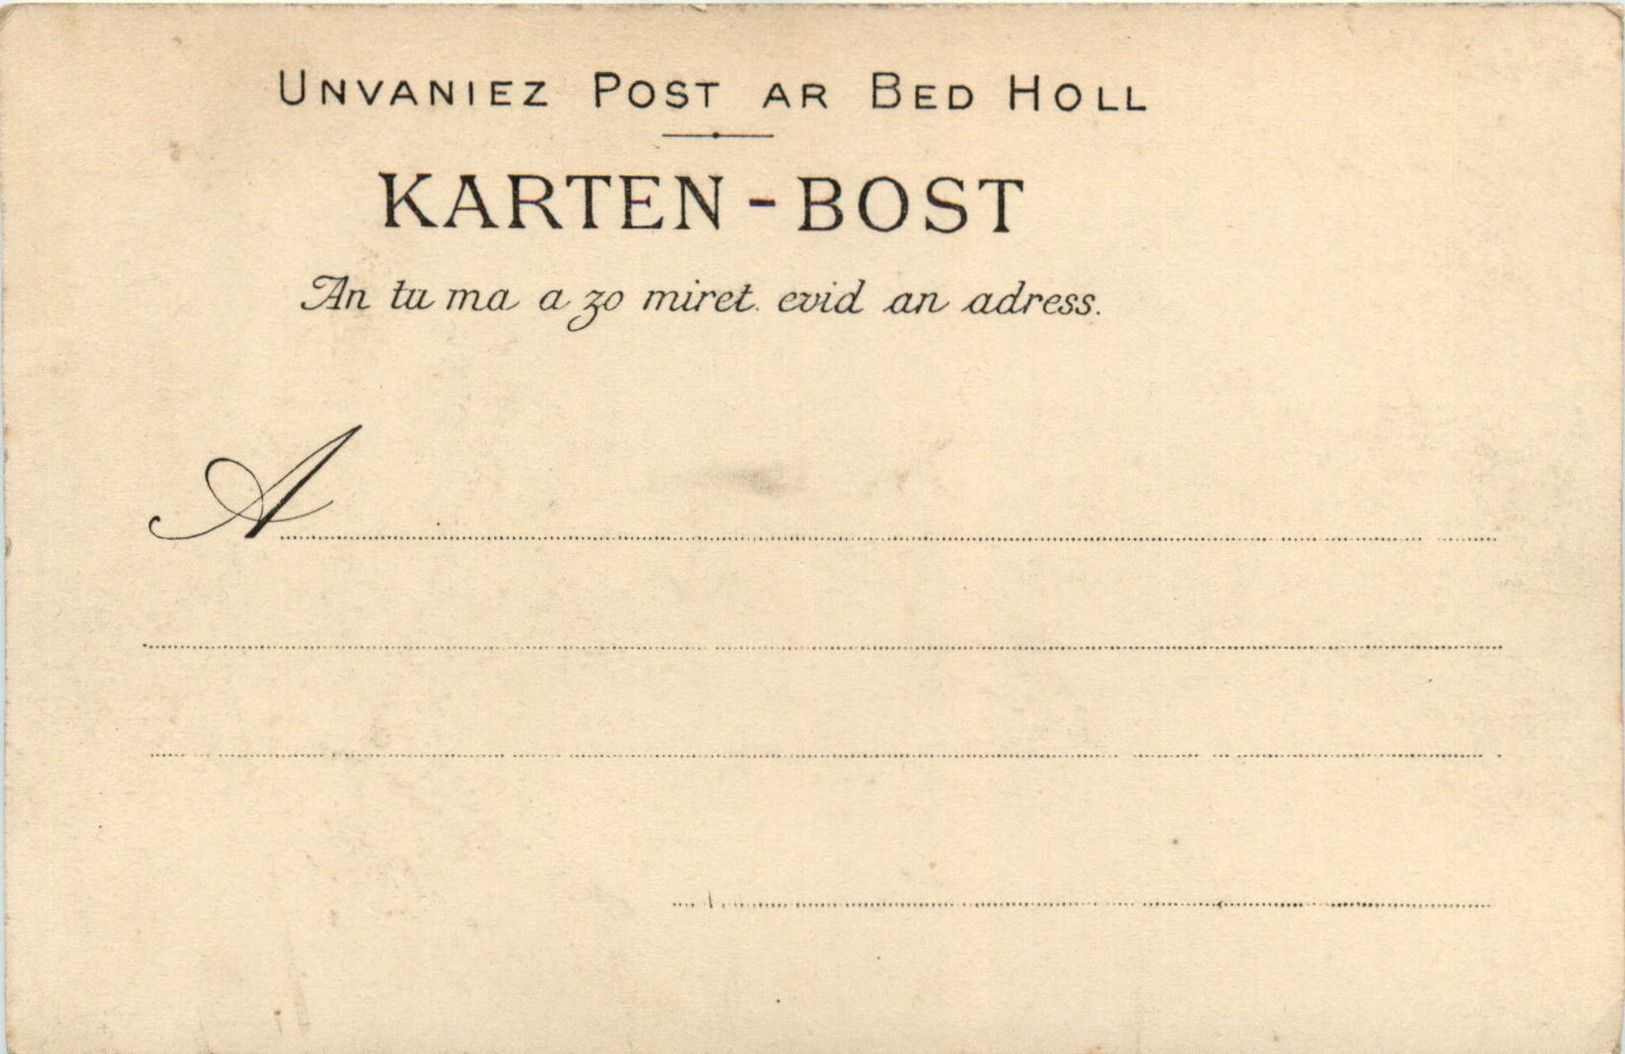 UNVANIEZ POST AR BED HOLL
KARTEN-BOST
An tu ma a zo miret evid an adress.
A